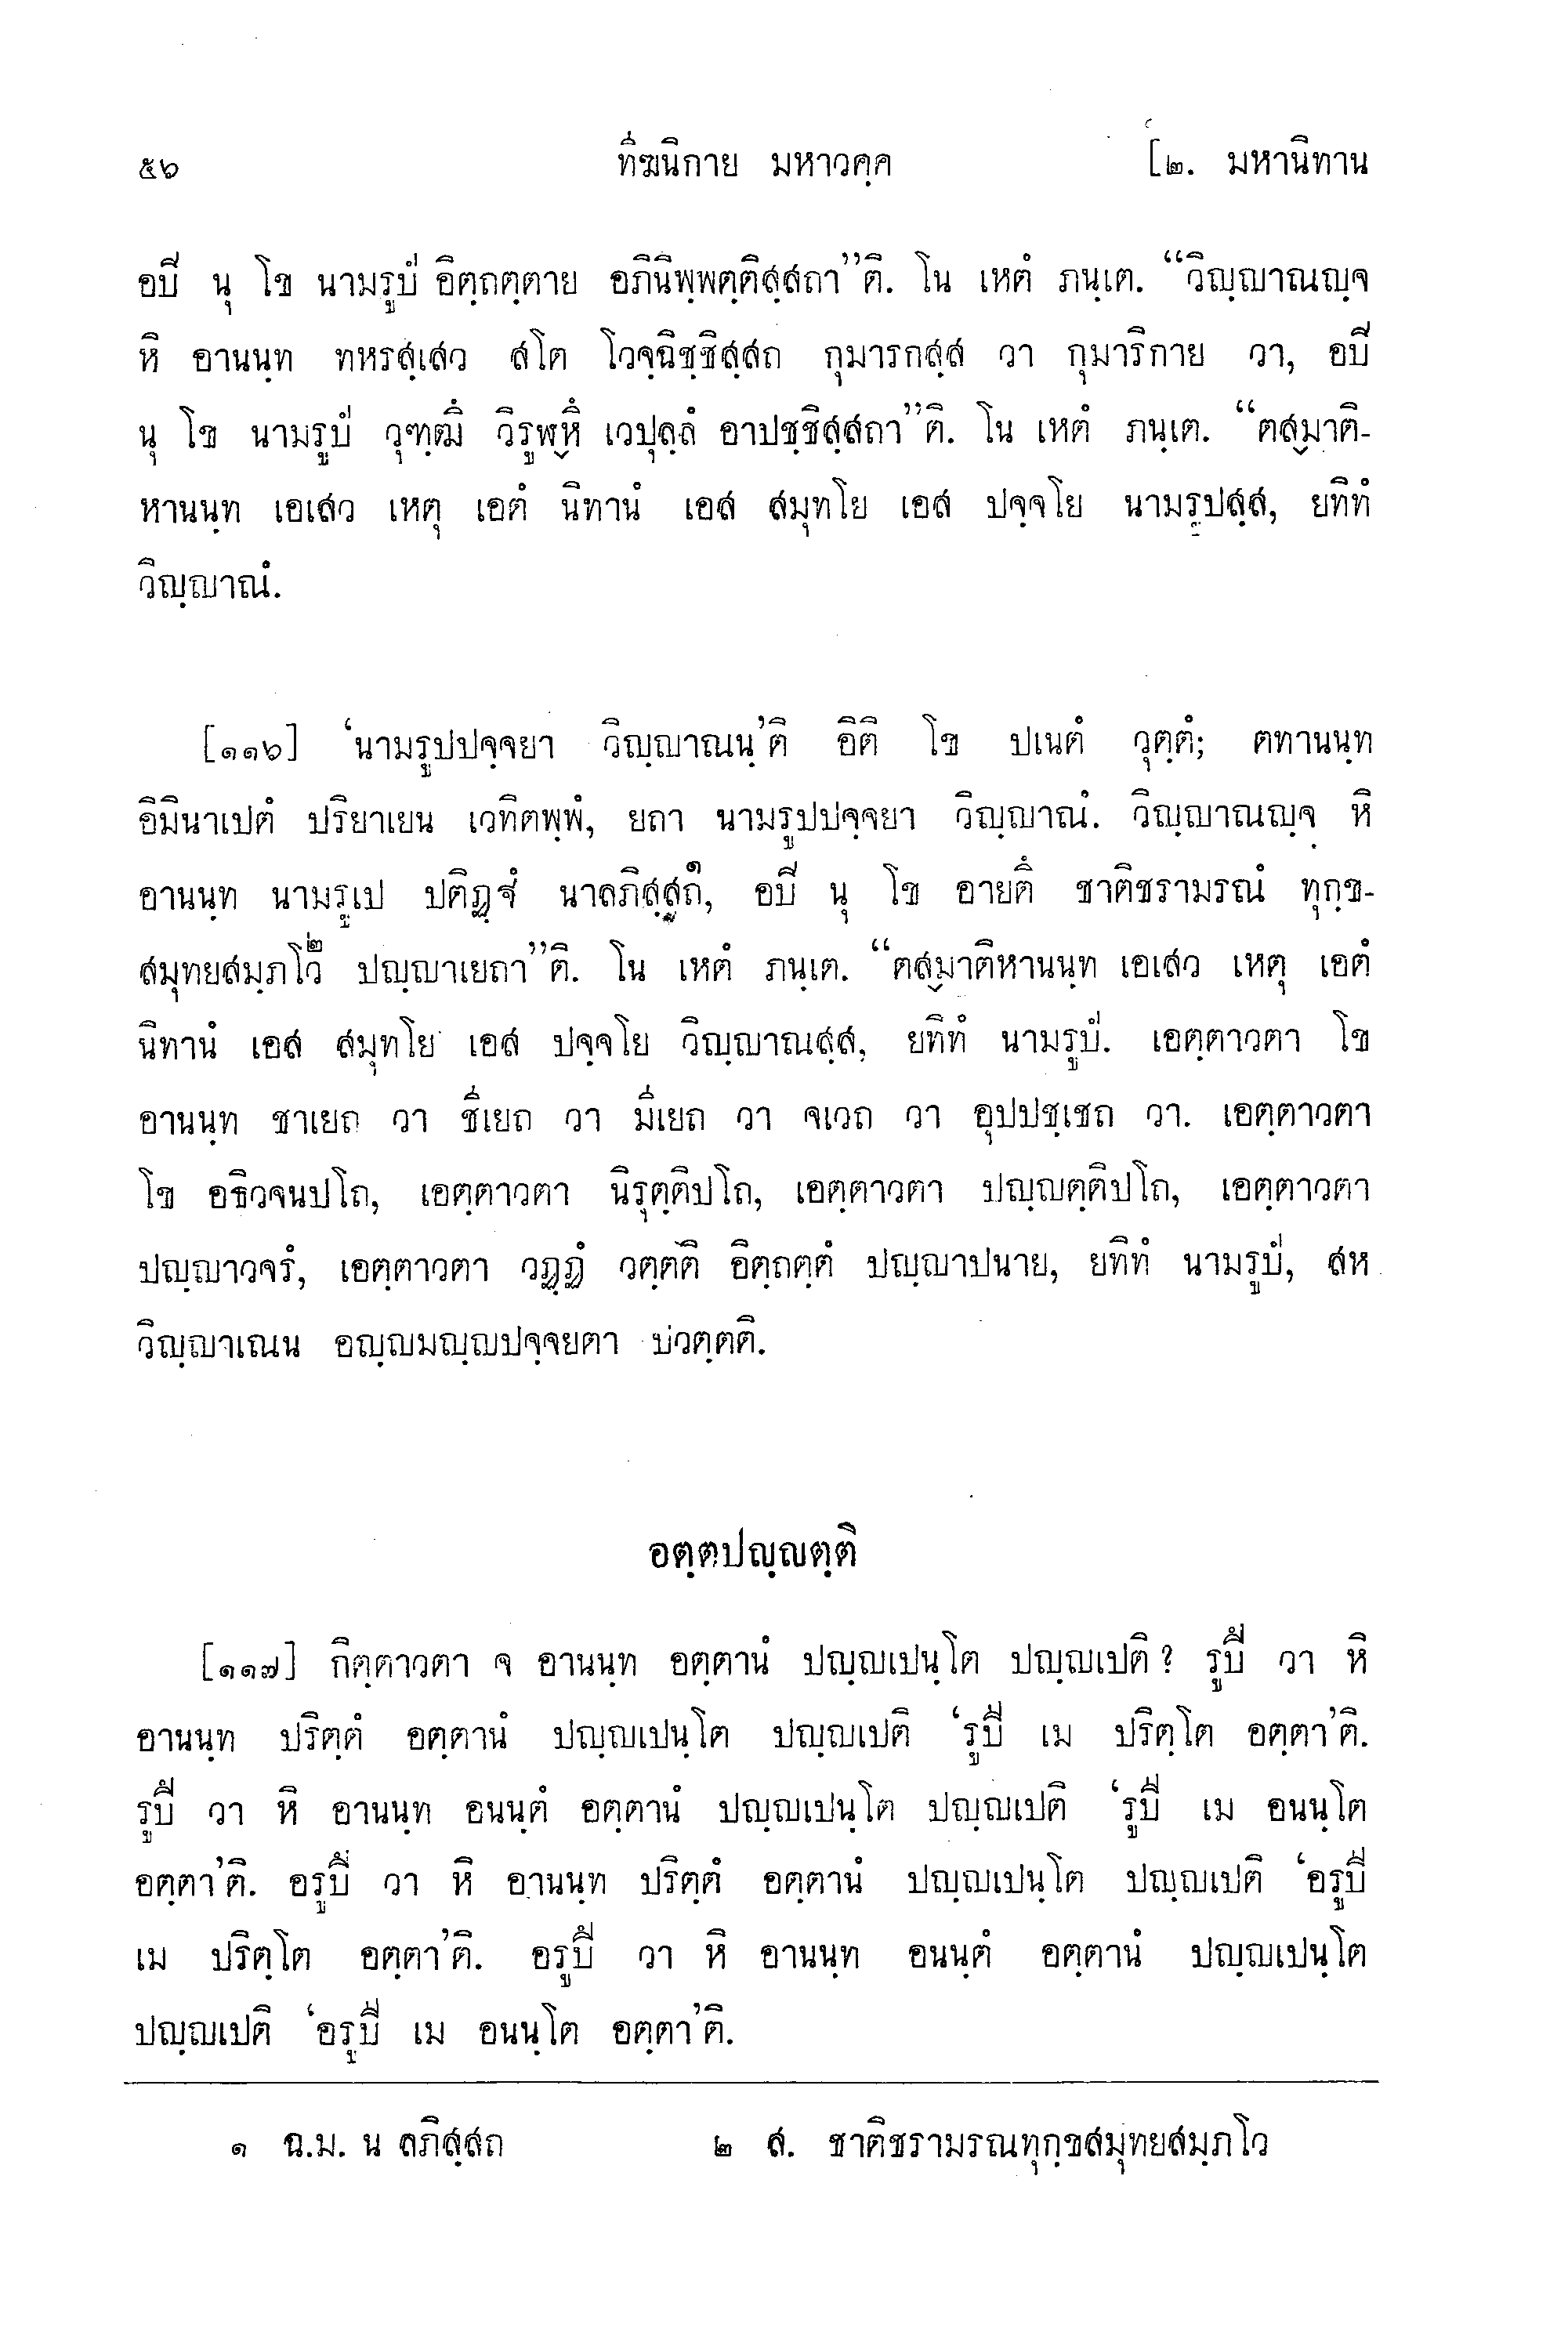 ๕๖ ทีฆนิกาย มหาวคฺค [๒. มหานิทาน
อปิ นุ โข นามรูปํ อิตฺถตฺตาย อภินิพฺพตฺติสฺสถา”ติ. โน เหตํ ภนฺเต. “วิญฺญาณญฺจ
หิ อานนฺท ทหรสฺเสว สโต โวจฺฉิชฺชิสฺสถ กุมารกสฺส วา กุมาริกาย วา, อปิ
นุ โข นามรูปํ วุฑฺฒึ วิรูฬฺหึ เวปุลฺลํ อาปชฺชิสฺสถา”ติ. โน เหตํ ภนฺเต. “ตสฺมาติ-
หานนฺท เอเสว เหตุ เอตํ นิทานํ เอส สมุทโย เอส ปจฺจโย นามรูปสฺส, ยทิทํ
วิญฺญาณํ.
[๑๑๖] ‘นามรูปปจฺจยา วิญฺญาณนฺ’ติ อิติ โข ปเนตํ วุตฺตํ; ตทานนฺท
อิมินาเปตํ ปริยาเยน เวทิตพฺพํ, ยถา นามรูปปจฺจยา วิญฺญาณํ. วิญฺญาณญฺจ หิ
อานนฺท นามรูเป ปติฏฺฐํ นาลภิสฺสถ๑, อปิ นุ โข อายตึ ชาติชรามรณํ ทุกฺข-
สมุทยสมฺภโว๒ ปญฺญาเยถา”ติ. โน เหตํ ภนฺเต. “ตสฺมาติหานนฺท เอเสว เหตุ เอตํ
นิทานํ เอส สมุทโย เอส ปจฺจโย วิญฺญาณสฺส, ยทิทํ นามรูปํ. เอตฺตาวตา โข
อานนฺท ชาเยถ วา ชีเยถ วา มีเยถ วา จเวถ วา อุปปชฺเชถ วา. เอตฺตาวตา
โข อธิวจนปโถ, เอตฺตาวตา นิรุตฺติปโถ, เอตฺตาวตา ปญฺญตฺติปโถ, เอตฺตาวตา
ปญฺญาวจรํ, เอตฺตาวตา วฏฺฏํ วตฺตติ อิตฺถตฺตํ ปญฺญาปนาย, ยทิทํ นามรูปํ, สห
วิญฺญาเณน อญฺญมญฺญปจฺจยตา ปวตฺตติ.
อตฺตปญฺญตฺติ
[๑๑๗] กิตฺตาวตา จ อานนฺท อตฺตานํ ปญฺญเปนฺโต ปญฺญเปติ? รูปึ วา หิ
อานนฺท ปริตฺตํ อตฺตานํ ปญฺญเปนฺโต ปญฺญเปติ ‘รูปี เม ปริตฺโต อตฺตา’ติ.
รูปึ วา หิ อานนฺท อนนฺตํ อตฺตานํ ปญฺญเปนฺโต ปญฺญเปติ ‘รูปี เม อนนฺโต
อตฺตา’ติ. อรูปึ วา หิ อานนฺท ปริตฺตํ อตฺตานํ ปญฺญเปนฺโต ปญฺญเปติ ‘อรูปี
เม ปริตฺโต อตฺตา’ติ. อรูปึ วา หิ อานนฺท อนนฺตํ อตฺตานํ ปญฺญเปนฺโต
ปญฺญเปติ ‘อรูปี เม อนนฺโต อตฺตา’ติ.
๑ ฉ.ม. น ลภิสฺสถ ๒ ส. ชาติชรามรณทุกฺขสมุทยสมฺภโว